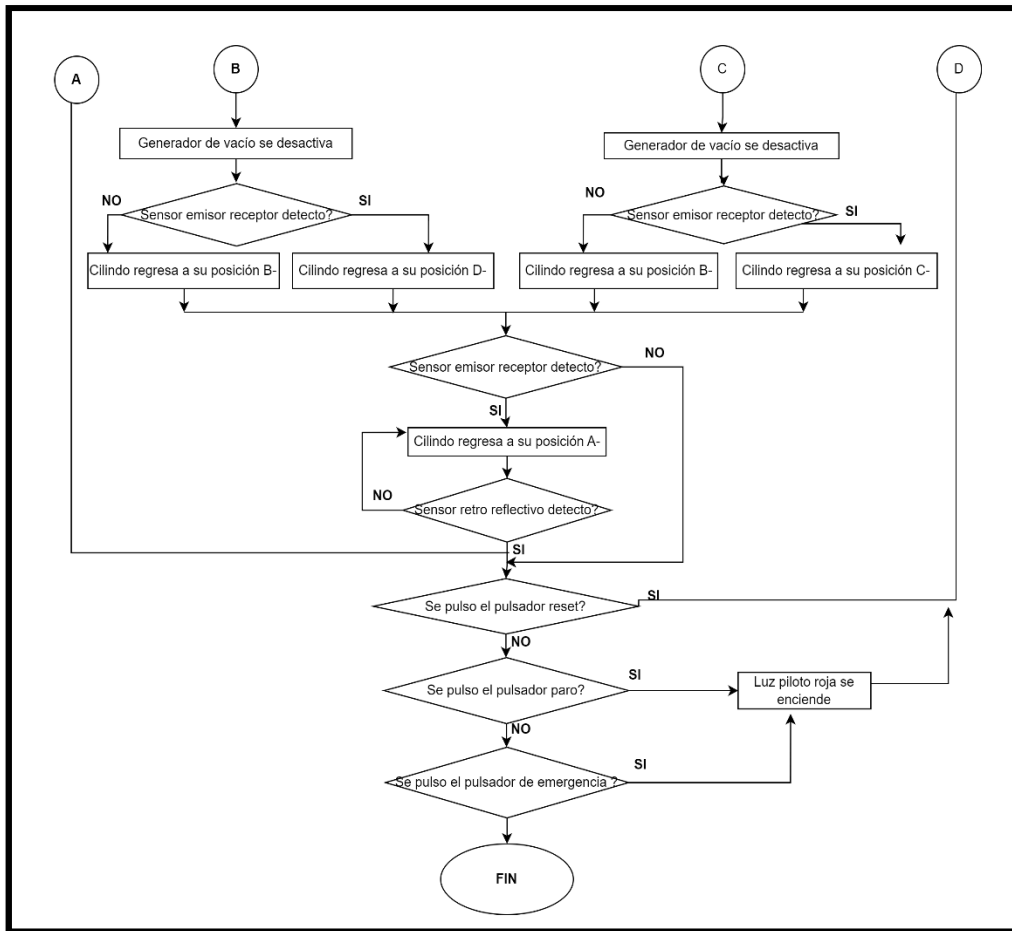 A
B
C
D
Generador de vacío se desactiva
Generador de vacío se desactiva
NO
Sensor emisor receptor detecto?
SI
NO
Sensor emisor receptor detecto?
SI
Cilindo regresa a su posición B-
Cilindo regresa a su posición D-
Cilindo regresa a su posición B-
Cilindo regresa a su posición C-
Sensor emisor receptor detecto?
NO
SI
Cilindo regresa a su posición A-
NO
Sensor retro reflectivo detecto?
SI
Se pulso el pulsador reset?
SI
NO
Se pulso el pulsador paro?
SI
Luz piloto roja se
enciende
NO
Se pulso el pulsador de emergencia ?
SI
FIN